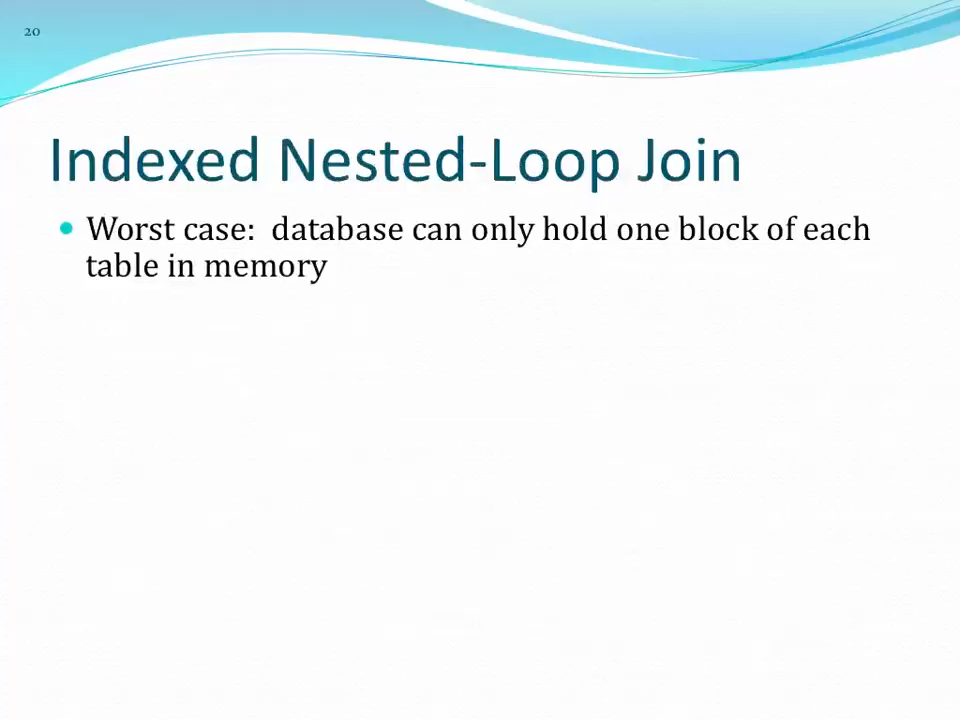 20
Indexed Nested-Loop Join
• Worst case:  database can only hold one block of each
table in memory